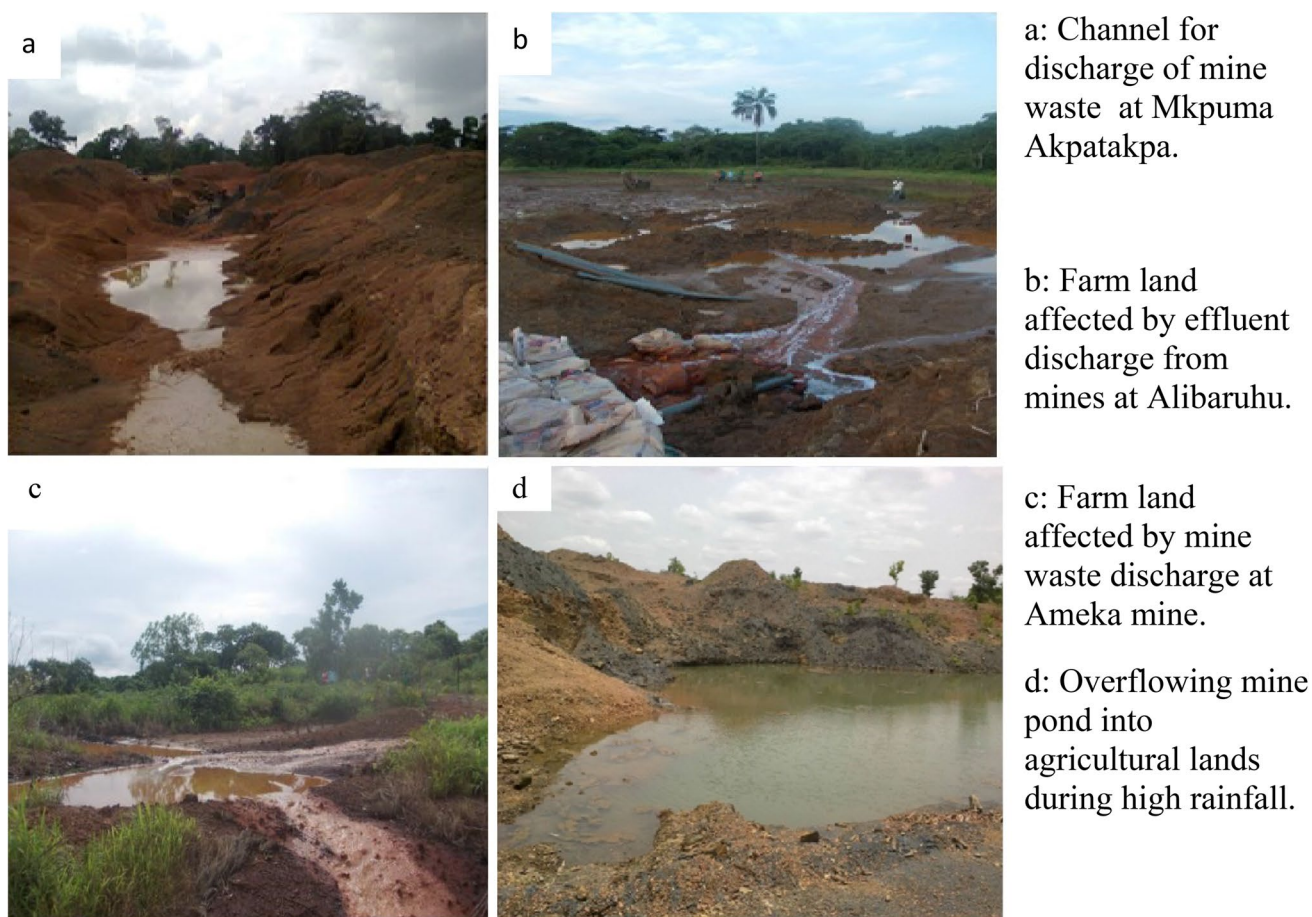 a
b
c
d
a: Channel for
discharge of mine
waste at Mkpuma
Akpatakpa.
b: Farm land
affected by effluent
discharge from
mines at Alibaruhu.
c: Farm land
affected by mine
waste discharge at
Ameka mine.
d: Overflowing mine
pond into
agricultural lands
during high rainfall.